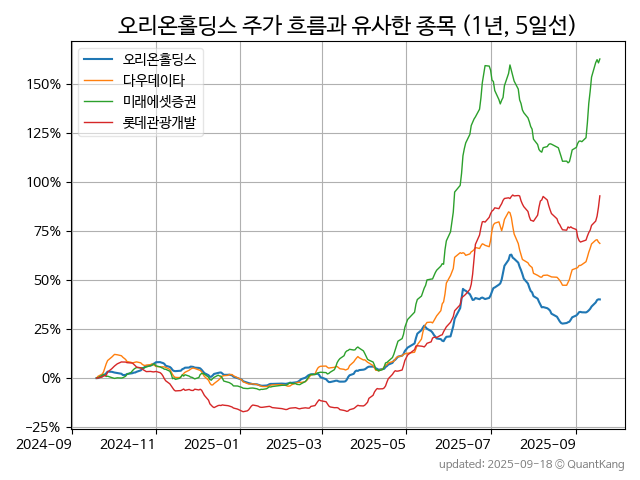 오리온홀딩스 주가 흐름과 유사한 종목 (1년, 5일선)
오리온홀딩스
다우데이타
미래에셋증권
롯데관광개발
150%
125%
100%
75%
50%
25%
0%
−25%
2024-09 2024-11 2025-01 2025-03 2025-05 2025-07 2025-09
updated: 2025-09-18 © QuantKang